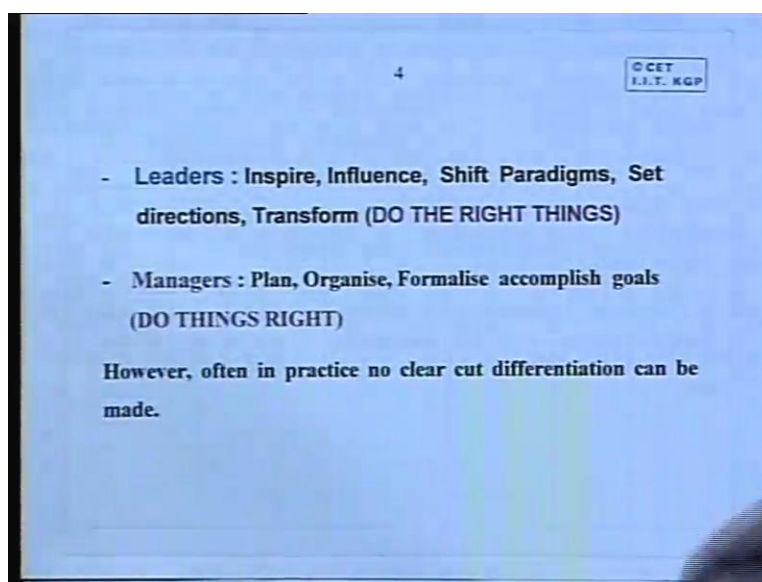 4
© CET
I.I.T. KGP
- Leaders : Inspire, Influence, Shift Paradigms, Set
directions, Transform (DO THE RIGHT THINGS)
- Managers : Plan, Organise, Formalise accomplish goals
(DO THINGS RIGHT)
However, often in practice no clear cut differentiation can be
made.